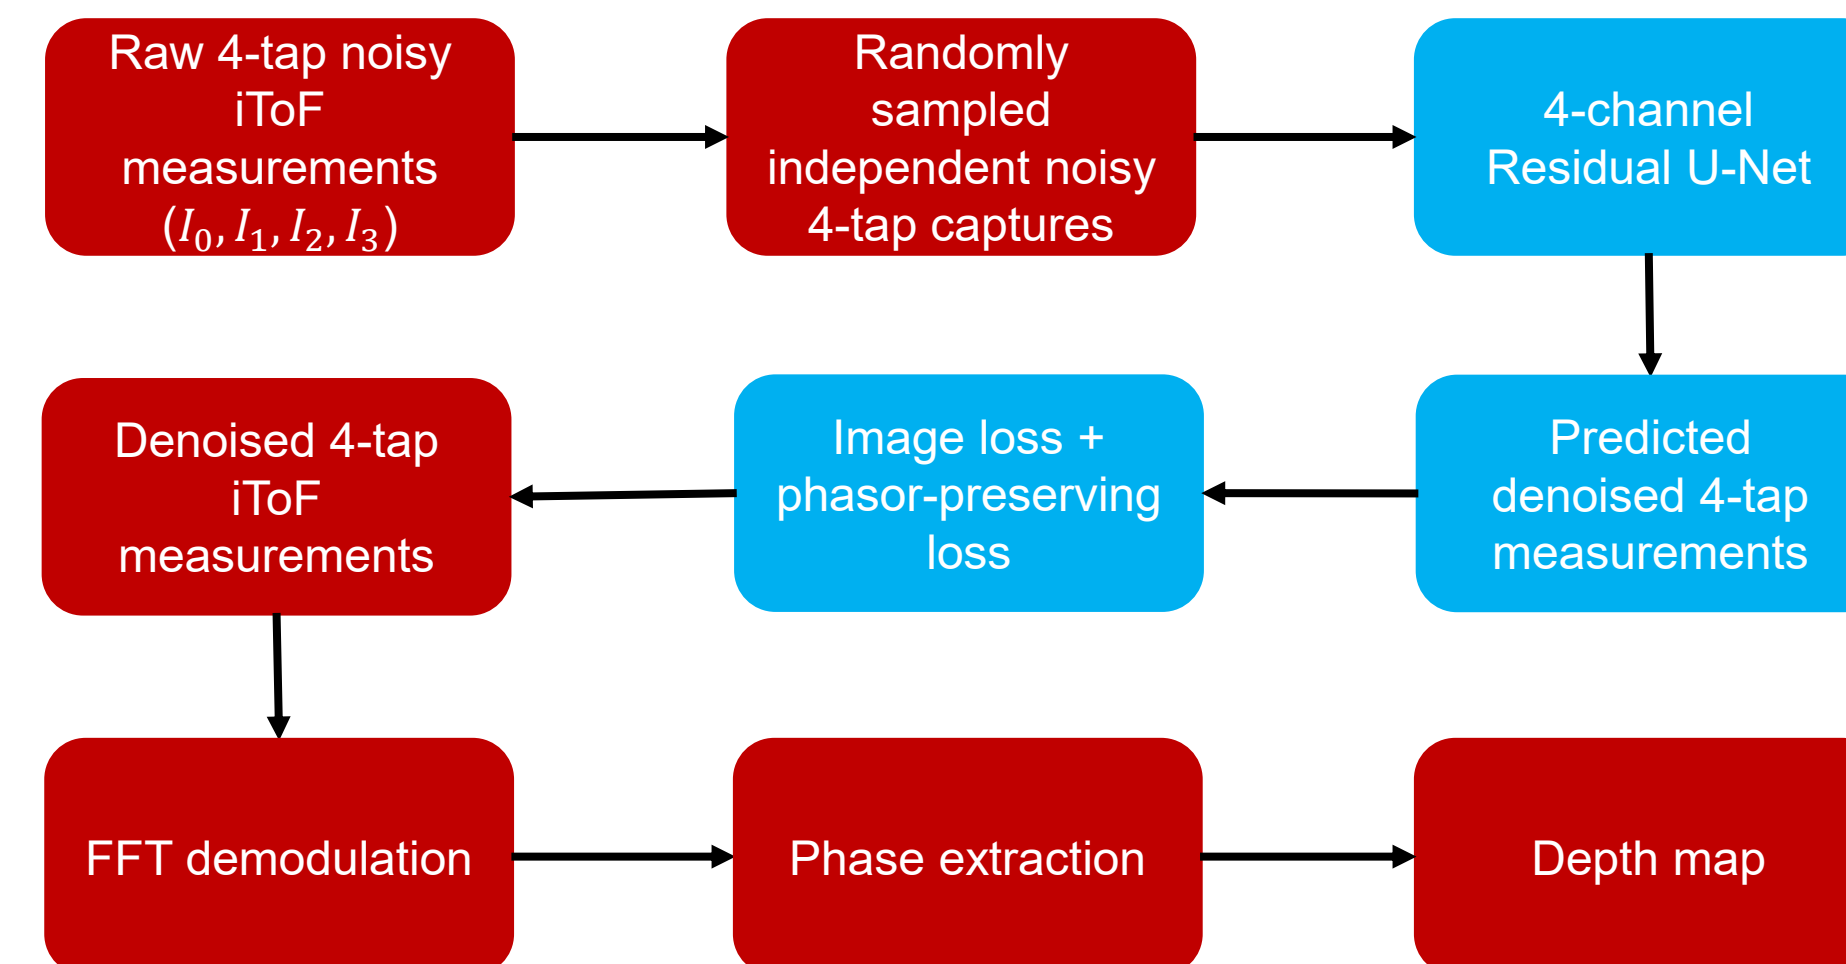 Raw 4-tap noisy
iToF
measurements
(I₀, I₁, I₂, I₃)
Randomly
sampled
independent noisy
4-tap captures
4-channel
Residual U-Net
Denoised 4-tap
iToF
measurements
Image loss +
phasor-preserving
loss
Predicted
denoised 4-tap
measurements
FFT demodulation
Phase extraction
Depth map